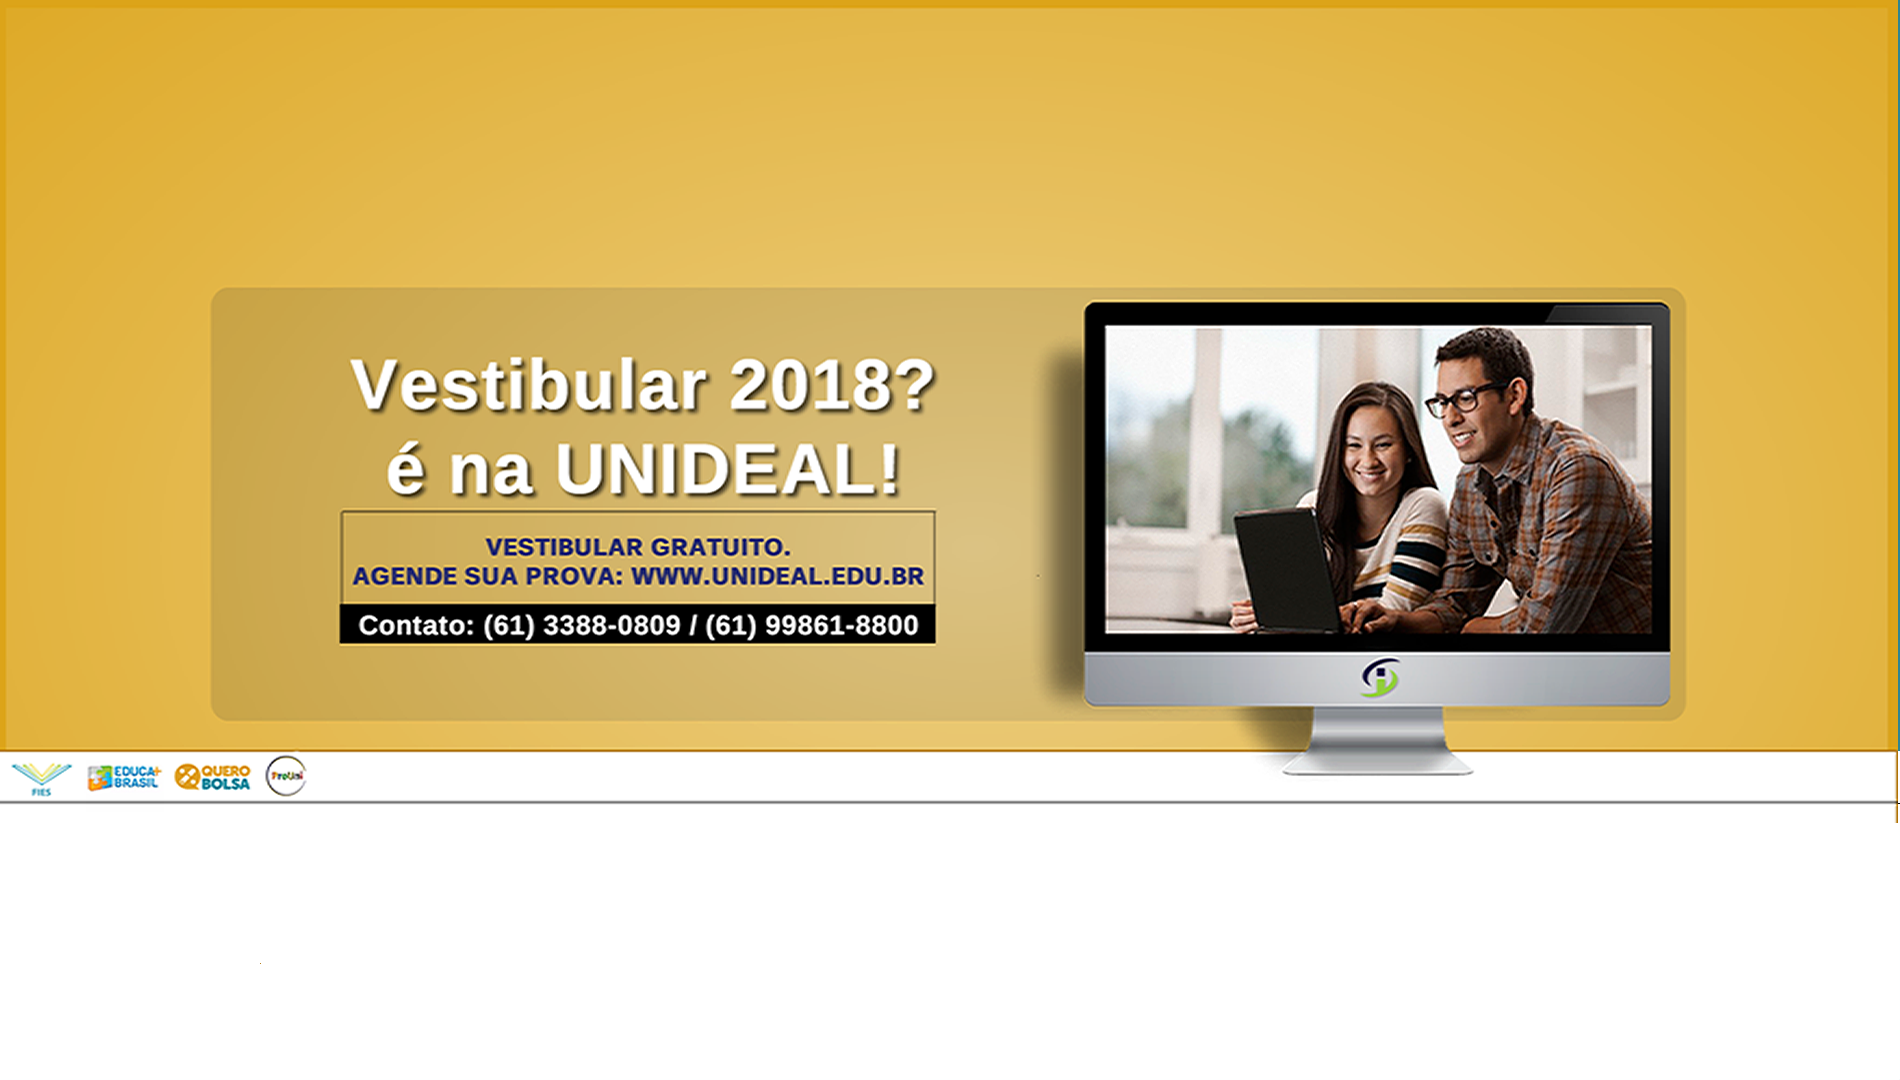 Vestibular 2018?
é na UNIDEAL!
VESTIBULAR GRATUITO.
AGENDE SUA PROVA: WWW.UNIDEAL.EDU.BR
Contato: (61) 3388-0809 / (61) 99861-8800
FIES
EDUCA+
BRASIL
QUERO
BOLSA
ProUni